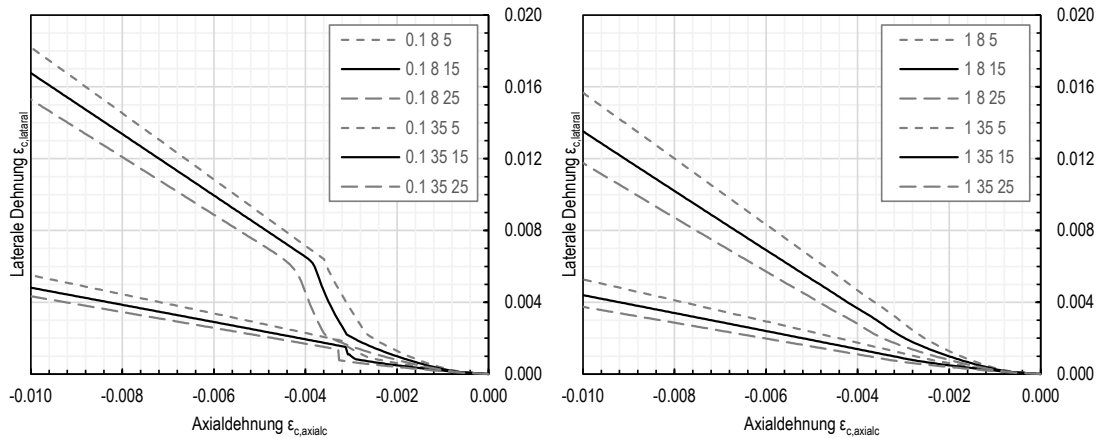 0.020
0.016
0.012
0.008
0.004
0.000
Laterale Dehnung εc,lataral
0.1 8 5
0.1 8 15
0.1 8 25
0.1 35 5
0.1 35 15
0.1 35 25
-0.010 -0.008 -0.006 -0.004 -0.002 0.000
Axialdehnung εc,axialc
0.020
0.016
0.012
0.008
0.004
0.000
Laterale Dehnung εc,lataral
1 8 5
1 8 15
1 8 25
1 35 5
1 35 15
1 35 25
-0.010 -0.008 -0.006 -0.004 -0.002 0.000
Axialdehnung εc,axialc